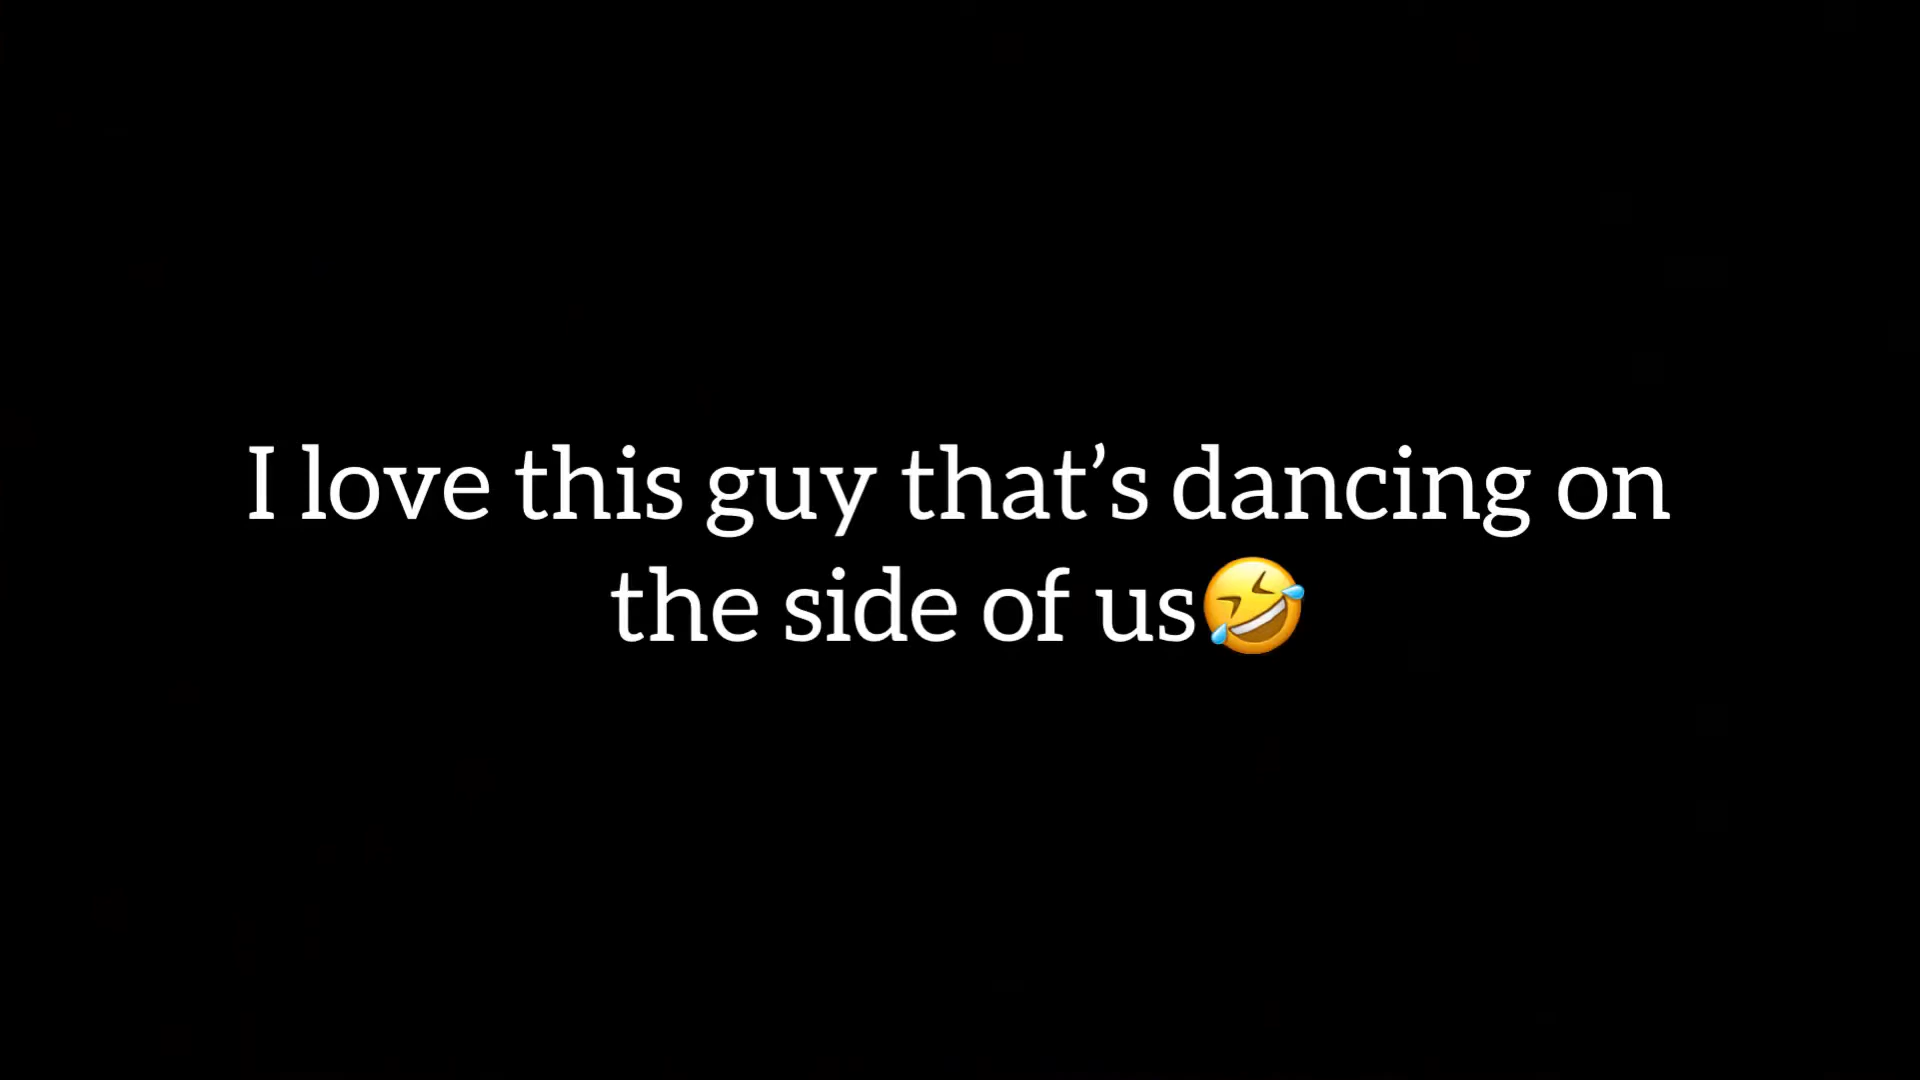 I love this guy that’s dancing on
the side of us🤣